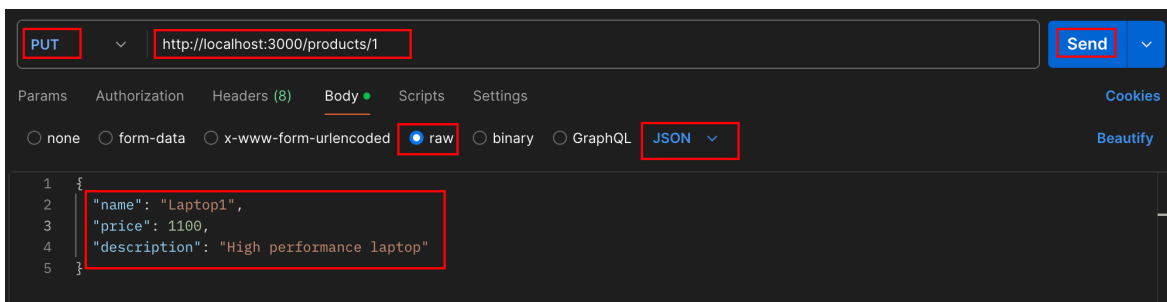 PUT http://localhost:3000/products/1 Send
Params Authorization Headers (8) Body Scripts Settings Cookies
none form-data x-www-form-urlencoded raw binary GraphQL JSON Beautify
1 {
2 "name": "Laptop1",
3 "price": 1100,
4 "description": "High performance laptop"
5 }